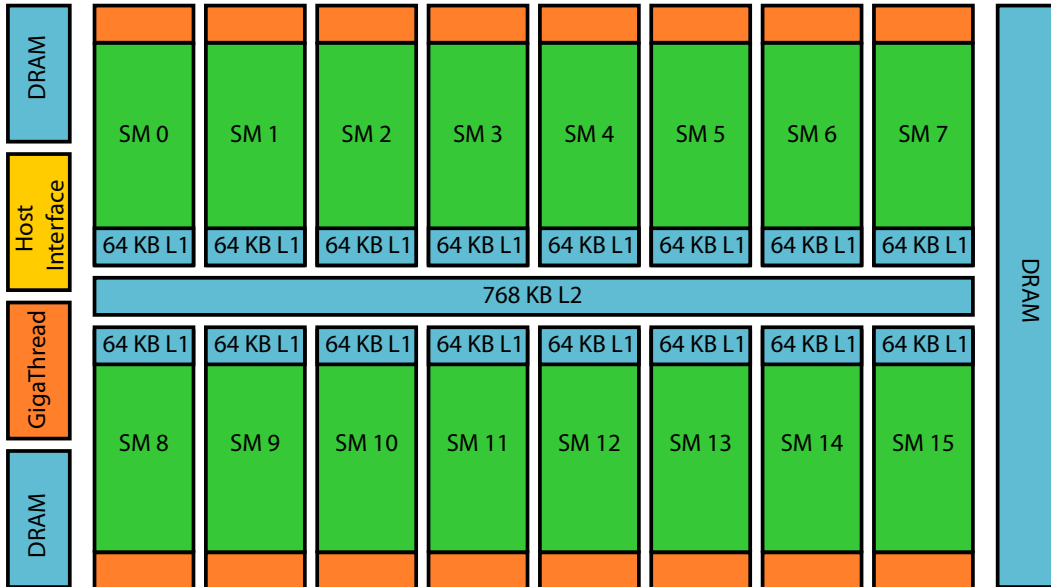 DRAM
Host
Interface
GigaThread
DRAM
SM 0
SM 1
SM 2
SM 3
SM 4
SM 5
SM 6
SM 7
64 KB L1
64 KB L1
64 KB L1
64 KB L1
64 KB L1
64 KB L1
64 KB L1
64 KB L1
768 KB L2
64 KB L1
64 KB L1
64 KB L1
64 KB L1
64 KB L1
64 KB L1
64 KB L1
64 KB L1
SM 8
SM 9
SM 10
SM 11
SM 12
SM 13
SM 14
SM 15
DRAM